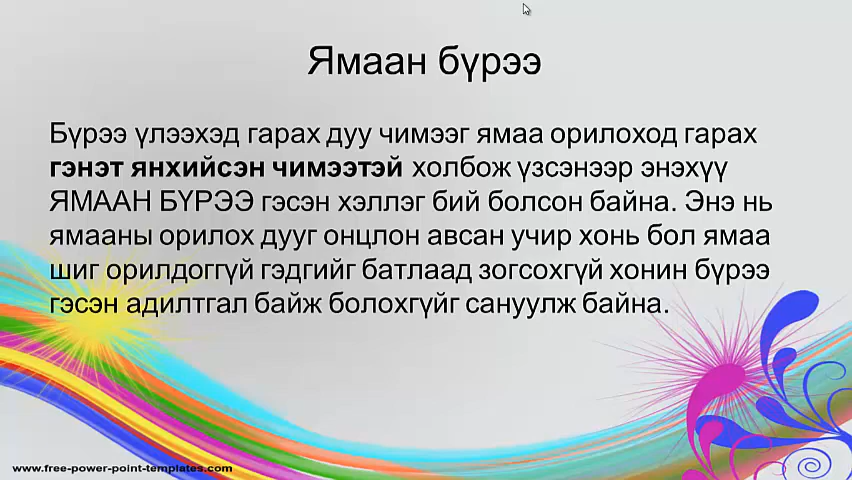 Ямаан бүрээ
Бүрээ үлээхэд гарах дуу чимээг ямаа орилоход гарах
гэнэт янхийсэн чимээтэй холбож үзсэнээр энэхүү
ЯМААН БҮРЭЭ гэсэн хэллэг бий болсон байна. Энэ нь
ямааны орилох дууг онцлон авсан учир хонь бол ямаа
шиг орилдоггүй гэдгийг батлаад зогсохгүй хонин бүрээ
гэсэн адилтгал байж болохгүйг сануулж байна.
www.free-power-point-templates.com